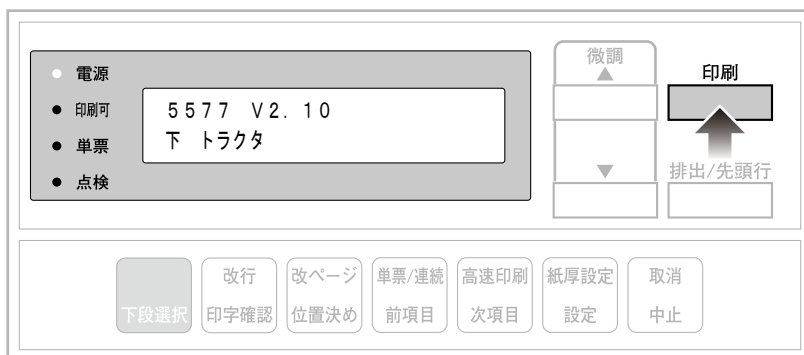 電源
印刷可
単票
点検
5577 V2.10
下 トラクタ
微調
▲
▼
印刷
排出/先頭行
下段選択
改行
印字確認
改ページ
位置決め
単票/連続
前項目
高速印刷
次項目
紙厚設定
設定
取消
中止